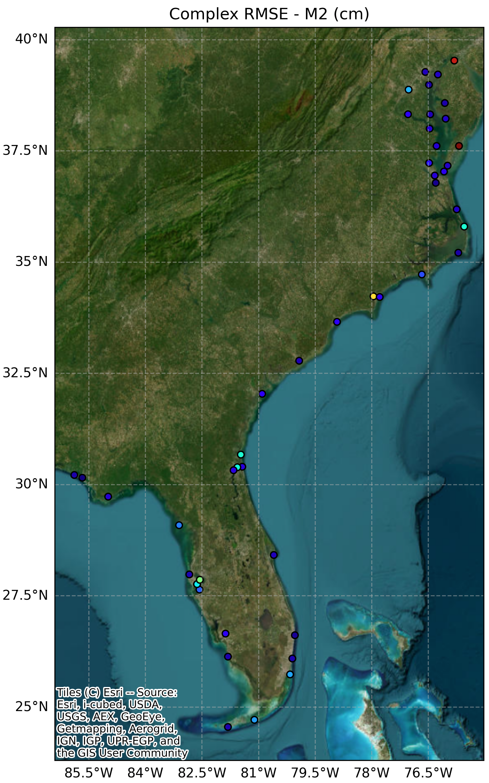 Complex RMSE - M2 (cm)
40°N
37.5°N
35°N
32.5°N
30°N
27.5°N
25°N
Tiles (C) Esri -- Source:
Esri, i-cubed, USDA,
USGS, AEX, GeoEye,
Getmapping, Aerogrid,
IGN, IGP, UPR-EGP, and
the GIS User Community
85.5°W 84°W 82.5°W 81°W 79.5°W 78°W 76.5°W